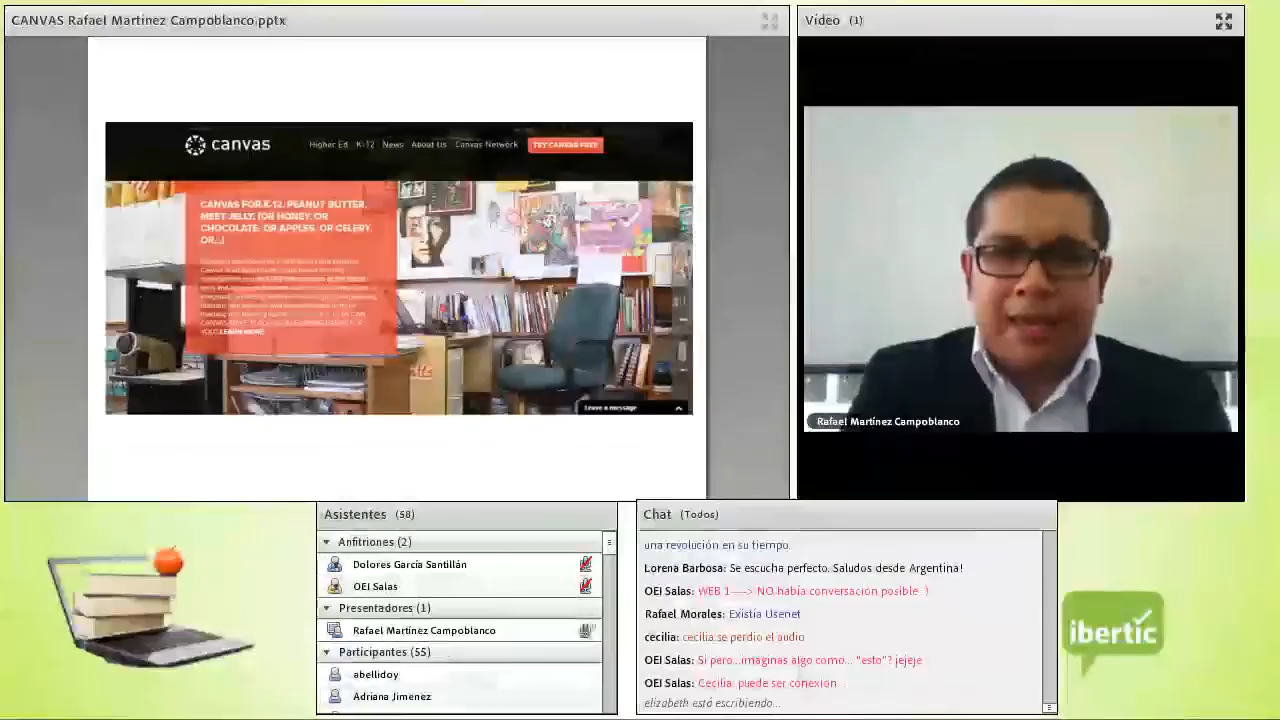 CANVAS Rafael Martínez Campoblanco.pptx
canvas
Higher Ed K-12 News About Us Canvas Network TRY CANVAS FREE
CANVAS FOR K-12. PEANUT BUTTER,
MEET JELLY. (OR HONEY. OR
CHOCOLATE. OR APPLES. OR CELERY.
OR...)
LEARN MORE
Leave a message
Vídeo (1)
Rafael Martínez Campoblanco
Asistentes (58)
Anfitriones (2)
Dolores García Santillán
OEI Salas
Presentadores (1)
Rafael Martínez Campoblanco
Participantes (55)
abellidoy
Adriana Jimenez
Chat (Todos)
una revolución en su tiempo.
Lorena Barbosa: Se escucha perfecto. Saludos desde Argentina!
OEI Salas: WEB 1----> NO había conversación posible :)
Rafael Morales: Existía Usenet
cecilia: cecilia:se perdio el audio
OEI Salas: Si pero...imaginas algo como... "esto"? jejeje
OEI Salas: Cecilia: puede ser conexion
elizabeth está escribiendo...
ibertic